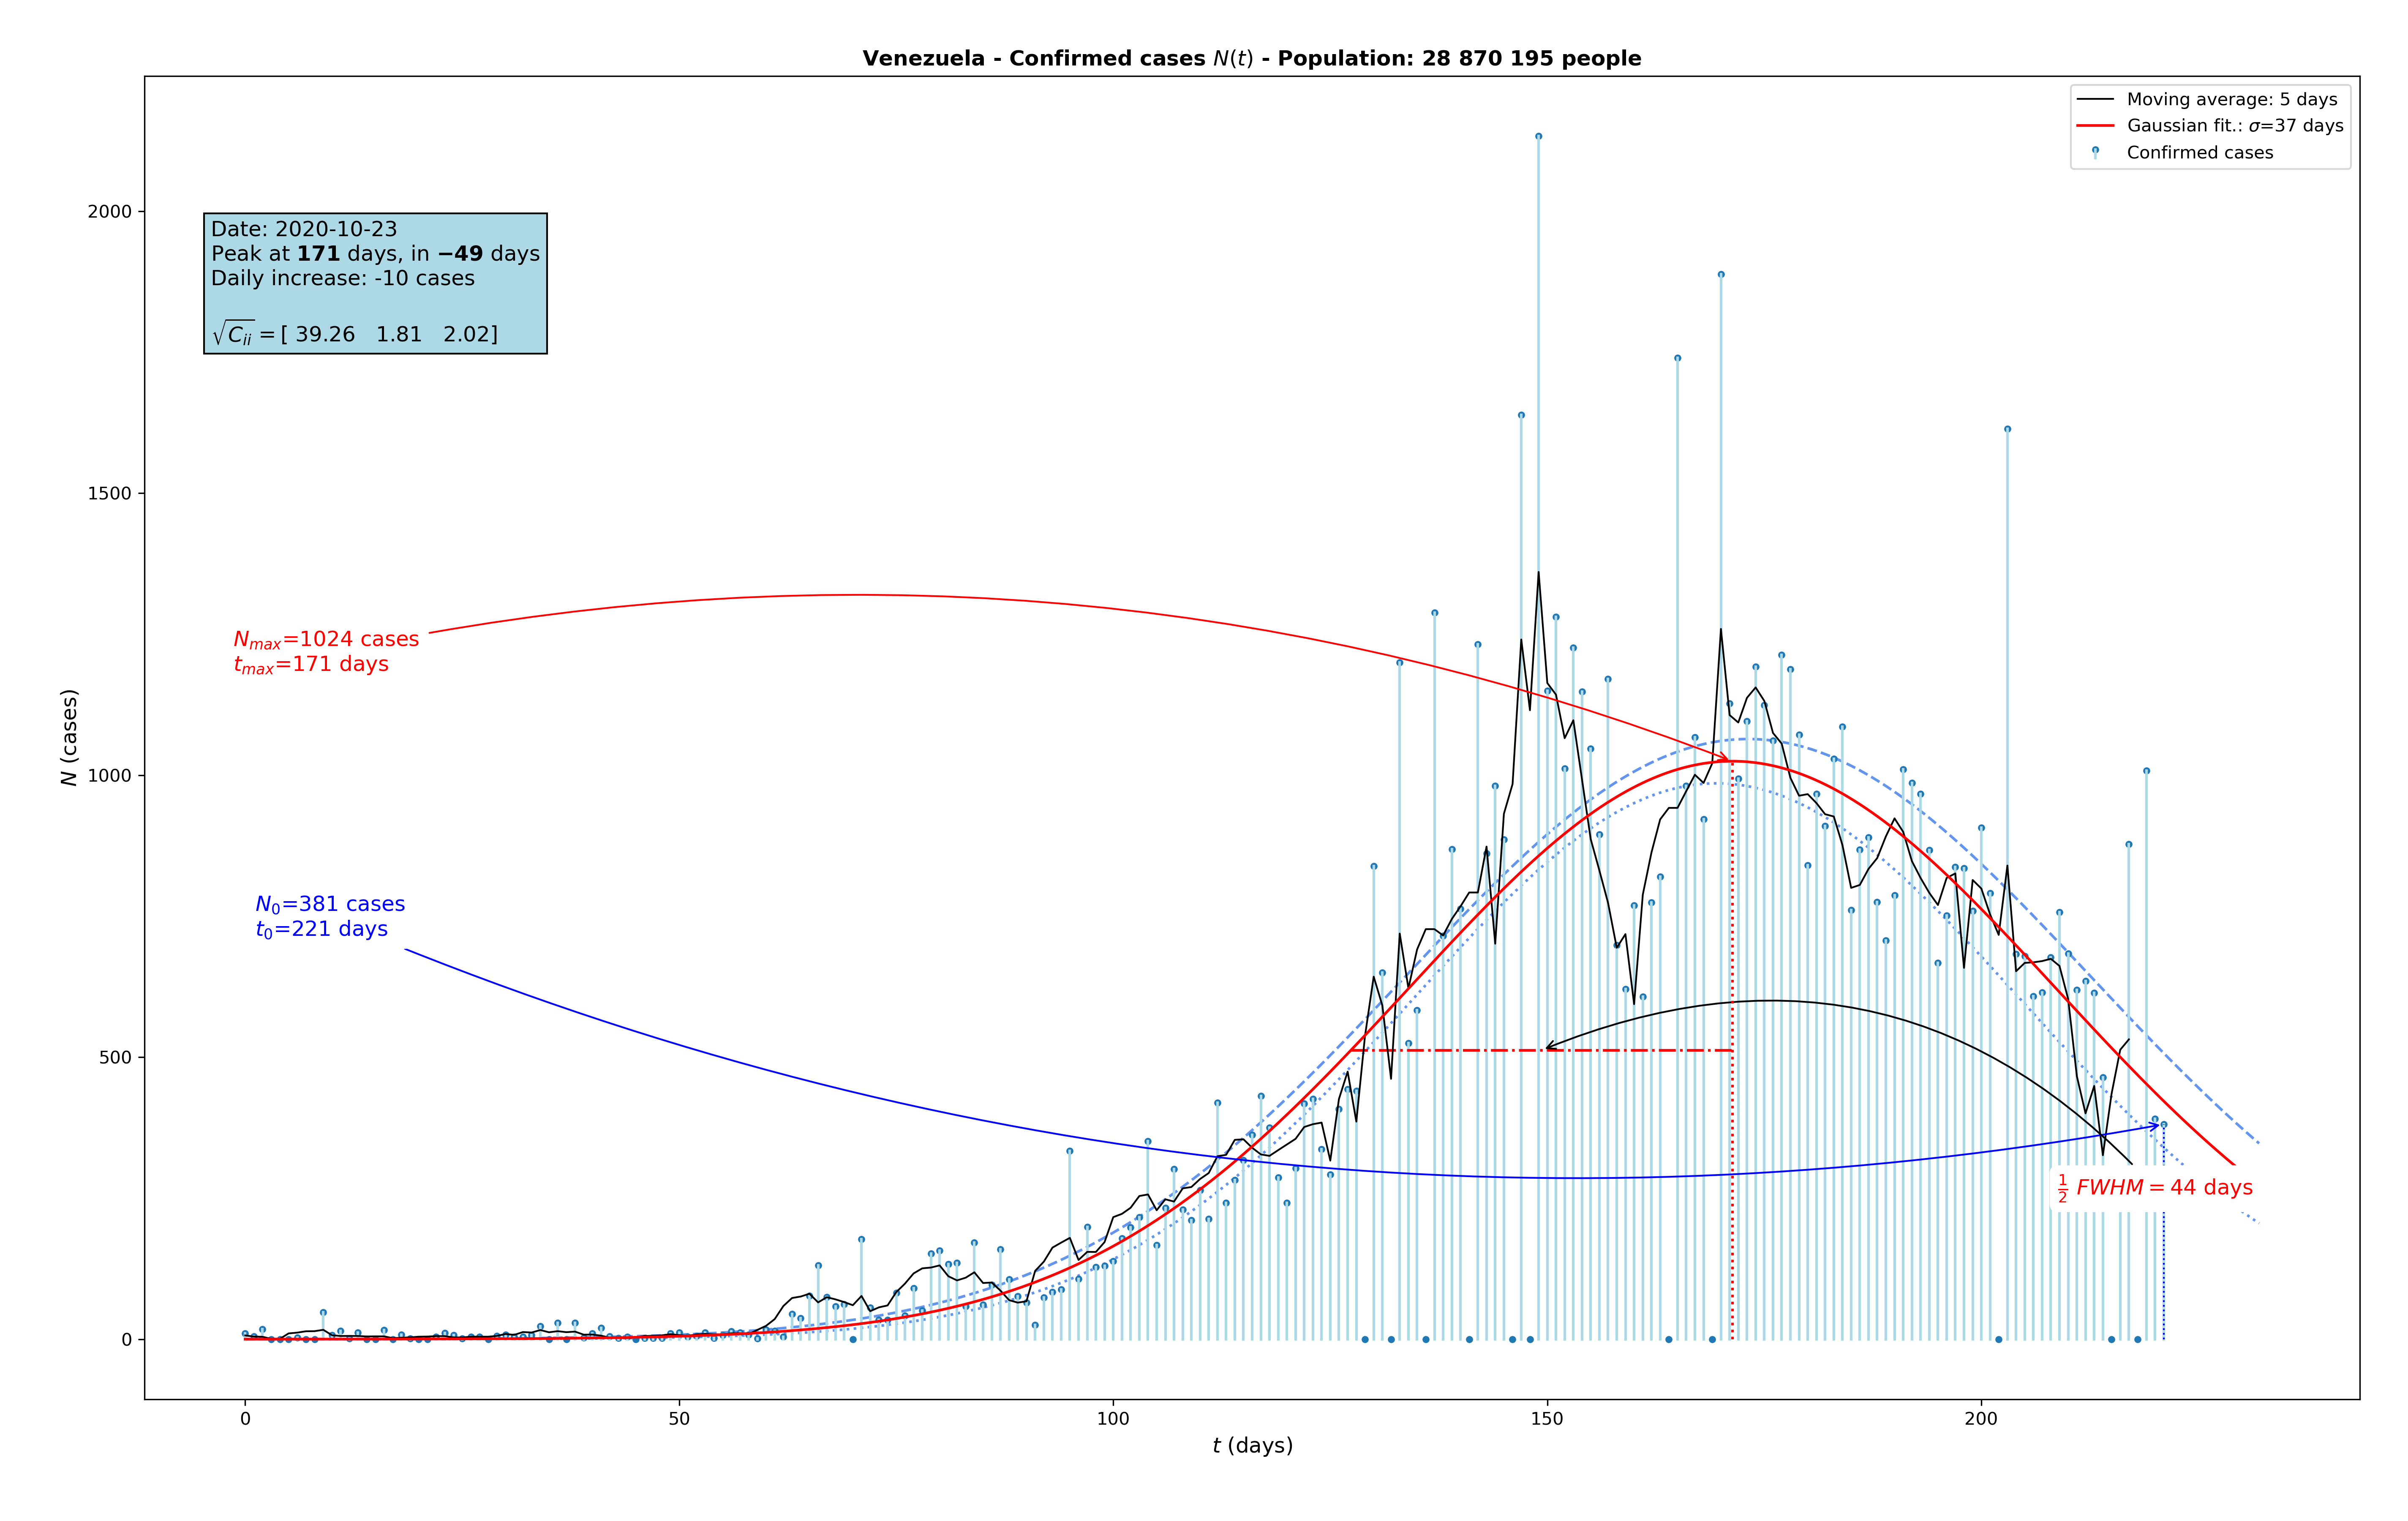 Venezuela - Confirmed cases N(t) - Population: 28 870 195 people
Moving average: 5 days
Gaussian fit.: σ=37 days
Confirmed cases
Date: 2020-10-23
Peak at 171 days, in −49 days
Daily increase: -10 cases
√Cᵢᵢ = [ 39.26 1.81 2.02]
N_max=1024 cases
t_max=171 days
N₀=381 cases
t₀=221 days
½ FWHM = 44 days
N (cases)
2000
1500
1000
500
0
0 50 100 150 200
t (days)